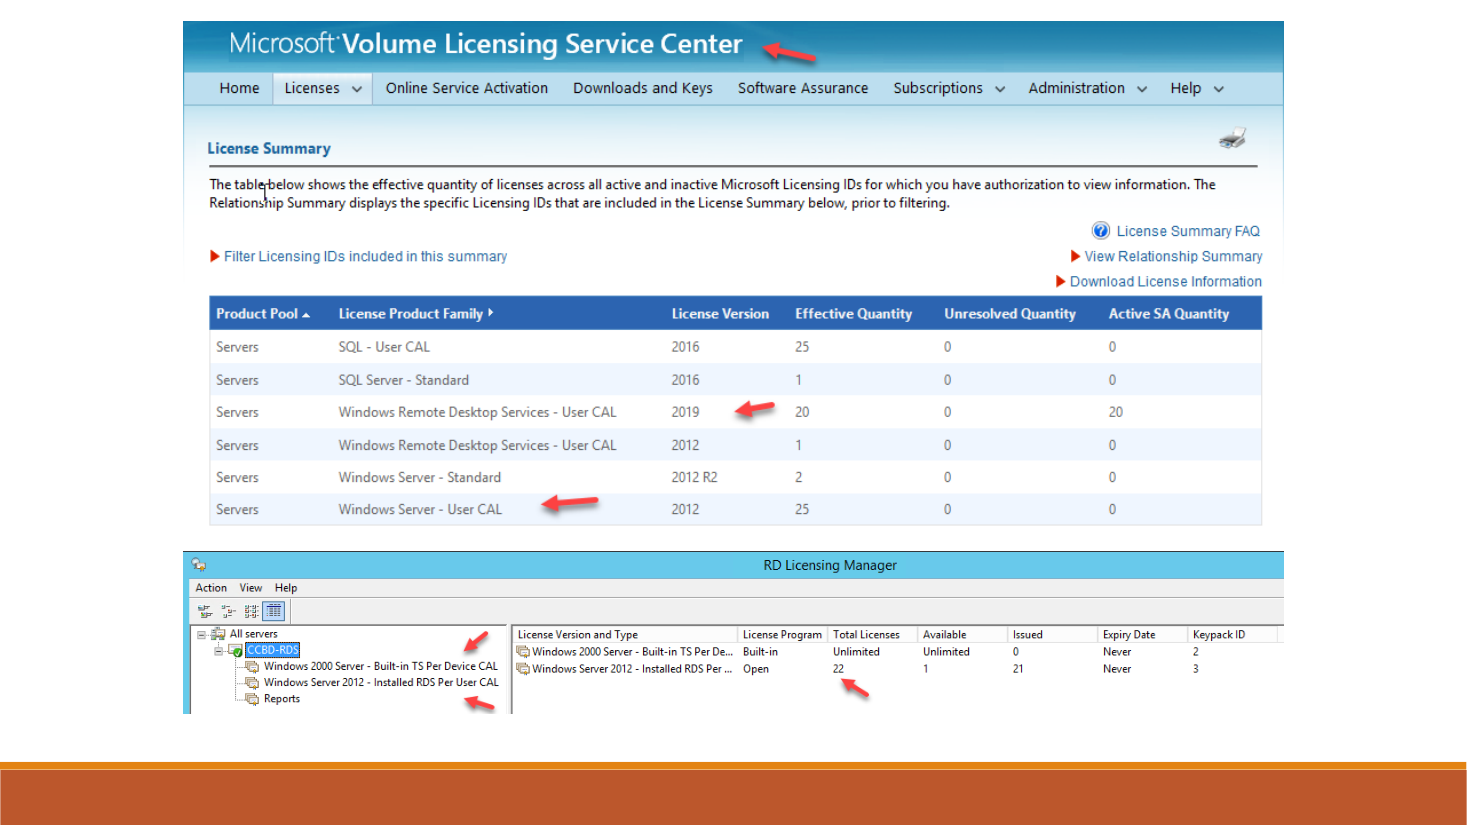 Microsoft Volume Licensing Service Center
Home Licenses Online Service Activation Downloads and Keys Software Assurance Subscriptions Administration Help
License Summary
The table below shows the effective quantity of licenses across all active and inactive Microsoft Licensing IDs for which you have authorization to view information. The
Relationship Summary displays the specific Licensing IDs that are included in the License Summary below, prior to filtering.
License Summary FAQ
Filter Licensing IDs included in this summary View Relationship Summary
Download License Information
Product Pool License Product Family License Version Effective Quantity Unresolved Quantity Active SA Quantity
Servers SQL - User CAL 2016 25 0 0
Servers SQL Server - Standard 2016 1 0 0
Servers Windows Remote Desktop Services - User CAL 2019 20 0 20
Servers Windows Remote Desktop Services - User CAL 2012 1 0 0
Servers Windows Server - Standard 2012 R2 2 0 0
Servers Windows Server - User CAL 2012 25 0 0
RD Licensing Manager
Action View Help
All servers
CCBD-RDS
Windows 2000 Server - Built-in TS Per Device CAL
Windows Server 2012 - Installed RDS Per User CAL
Reports
License Version and Type License Program Total Licenses Available Issued Expiry Date Keypack ID
Windows 2000 Server - Built-in TS Per De... Built-in Unlimited Unlimited 0 Never 2
Windows Server 2012 - Installed RDS Per ... Open 22 1 21 Never 3